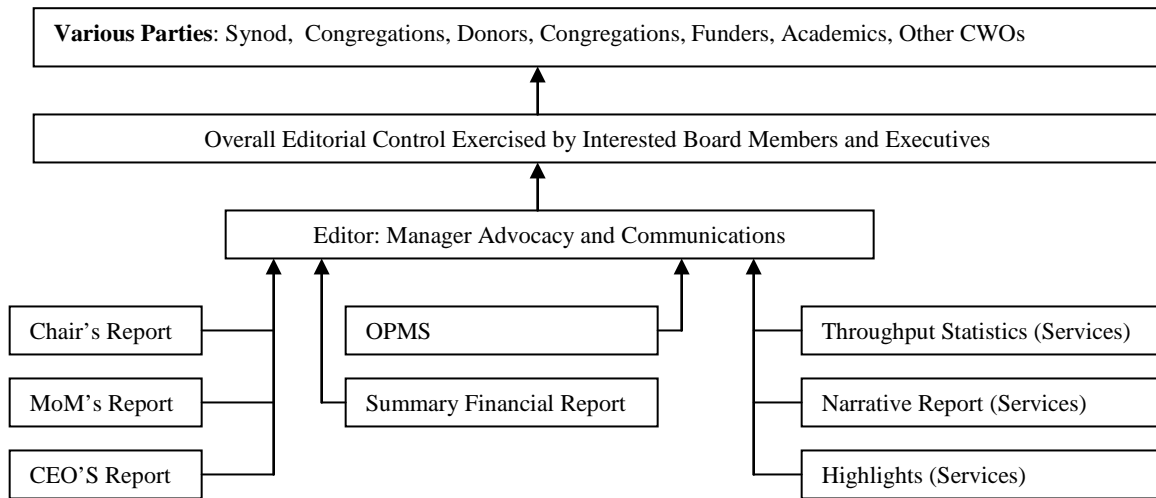 Various Parties: Synod, Congregations, Donors, Congregations, Funders, Academics, Other CWOs
Overall Editorial Control Exercised by Interested Board Members and Executives
Editor: Manager Advocacy and Communications
Chair's Report
OPMS
Throughput Statistics (Services)
MoM's Report
Summary Financial Report
Narrative Report (Services)
CEO'S Report
Highlights (Services)